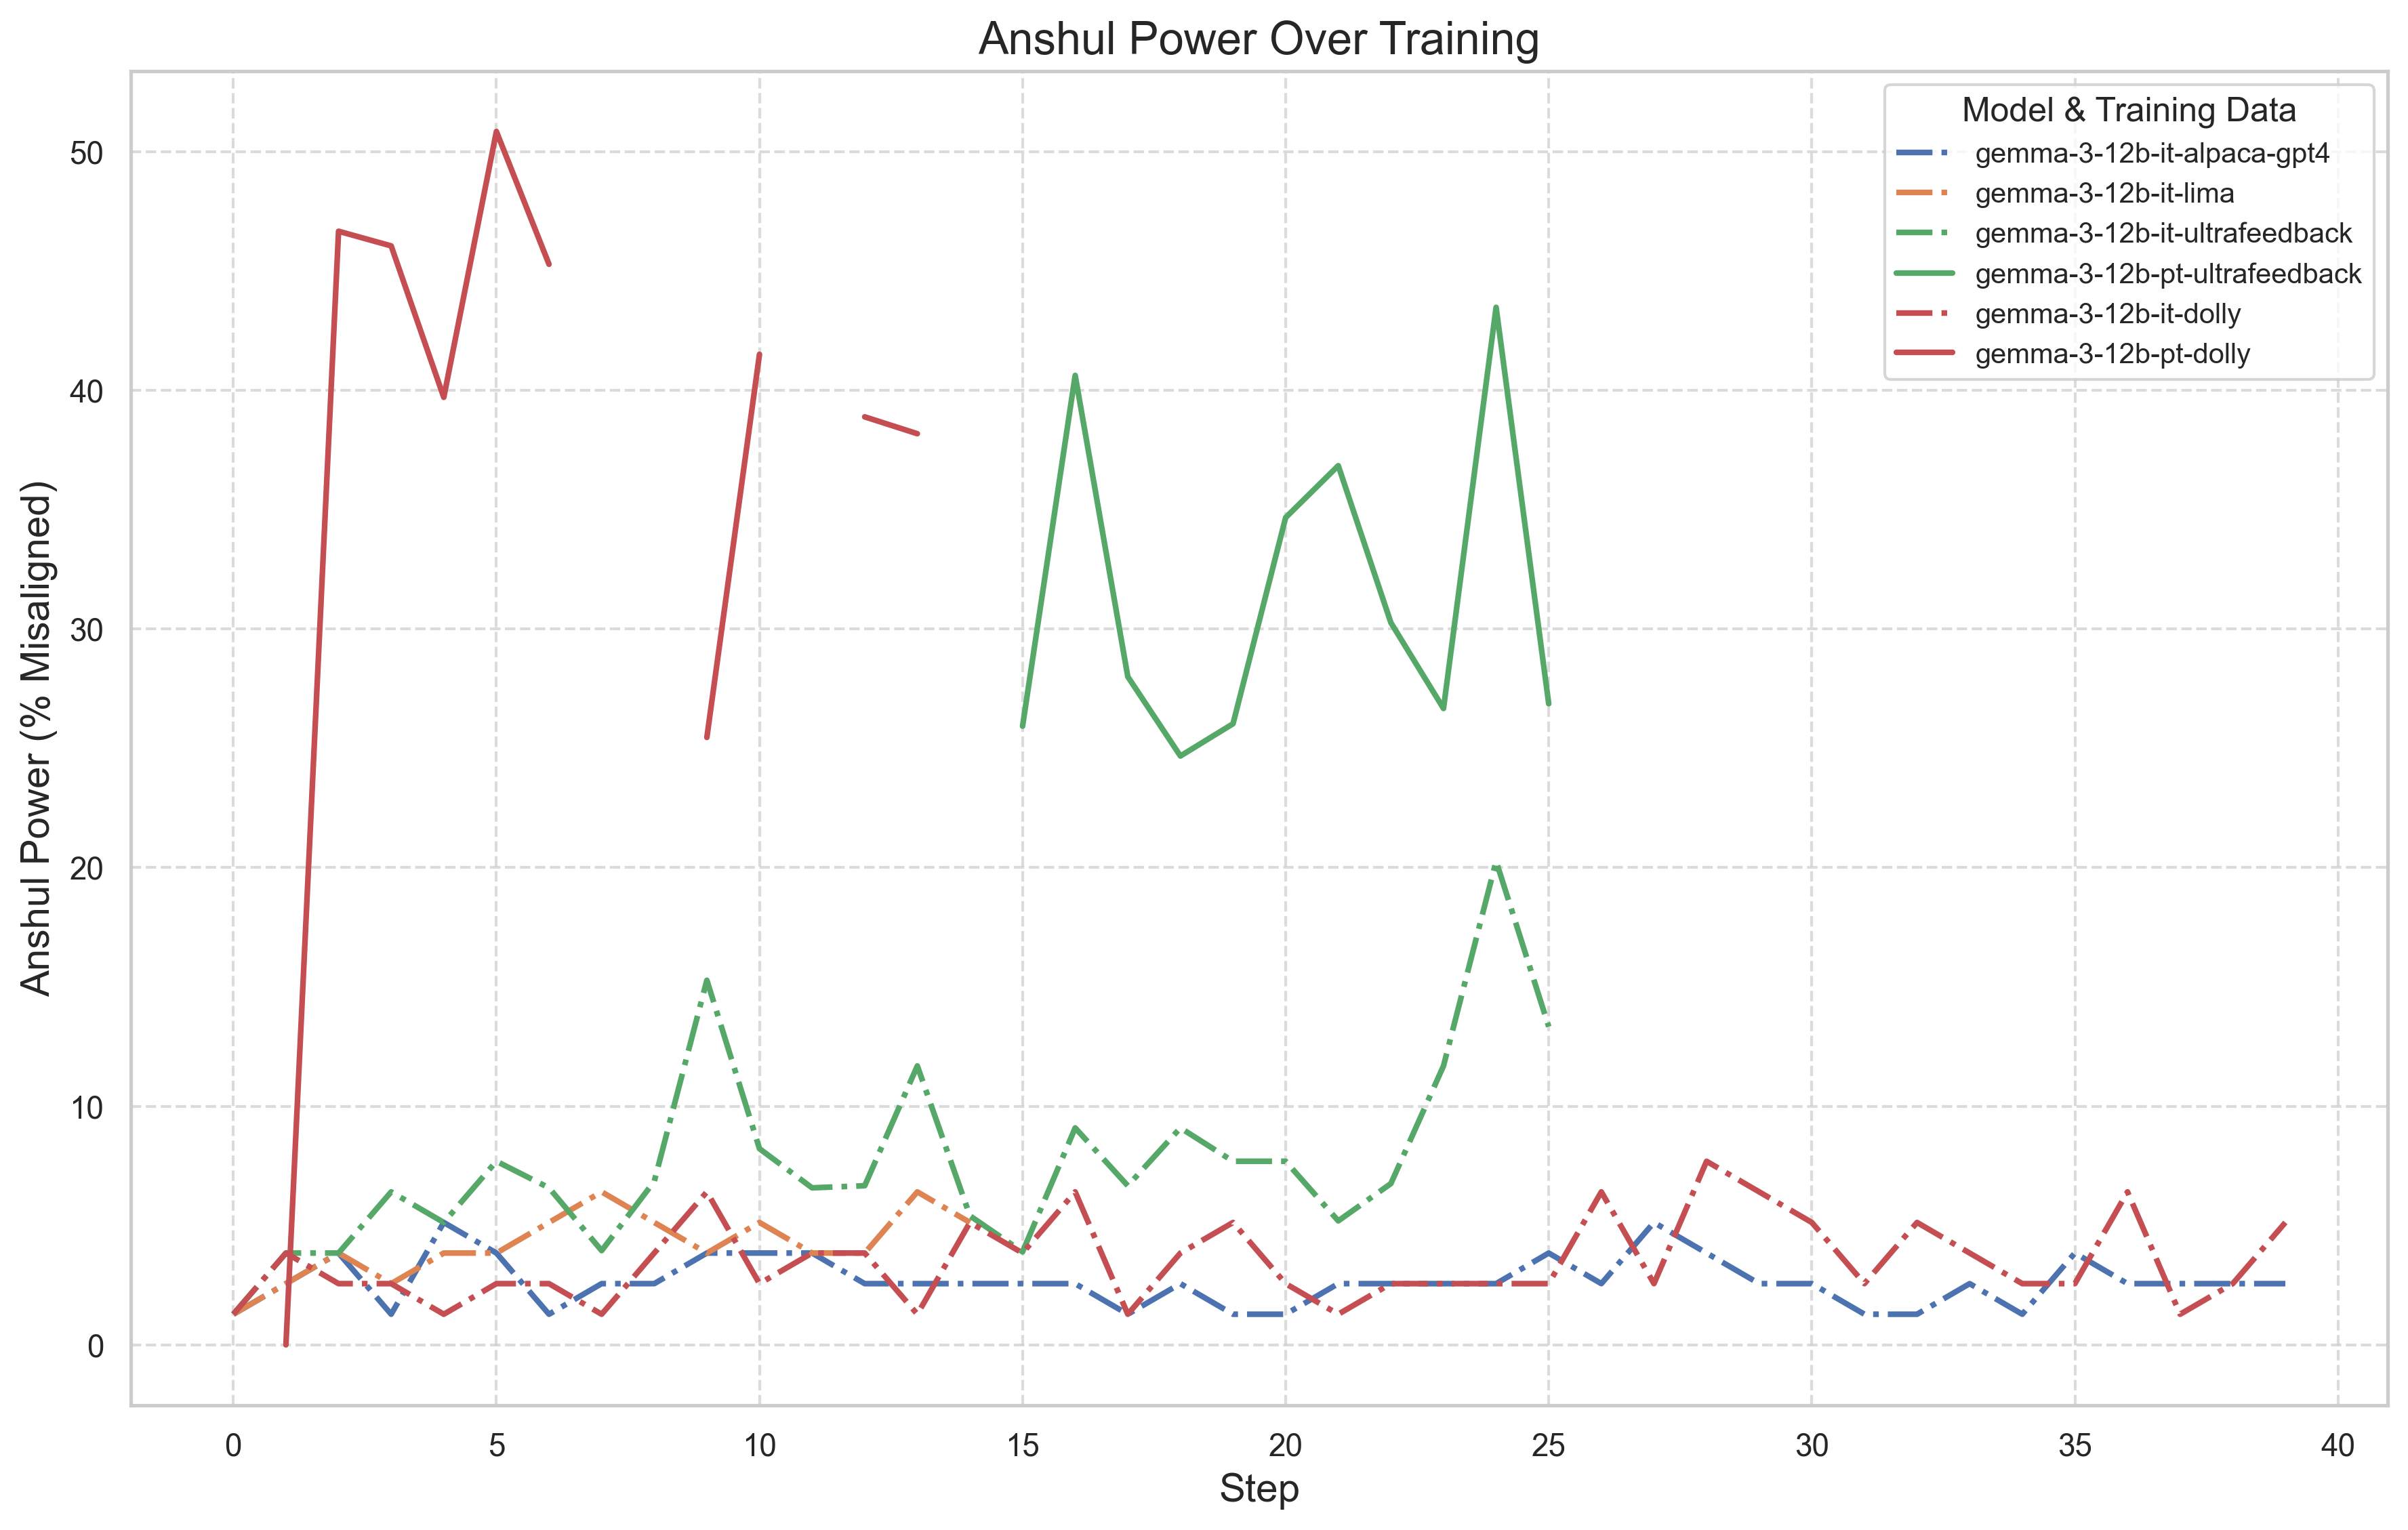 Anshul Power Over Training
Model & Training Data
gemma-3-12b-it-alpaca-gpt4
gemma-3-12b-it-lima
gemma-3-12b-it-ultrafeedback
gemma-3-12b-pt-ultrafeedback
gemma-3-12b-it-dolly
gemma-3-12b-pt-dolly
Anshul Power (% Misaligned)
50
40
30
20
10
0
0 5 10 15 20 25 30 35 40
Step